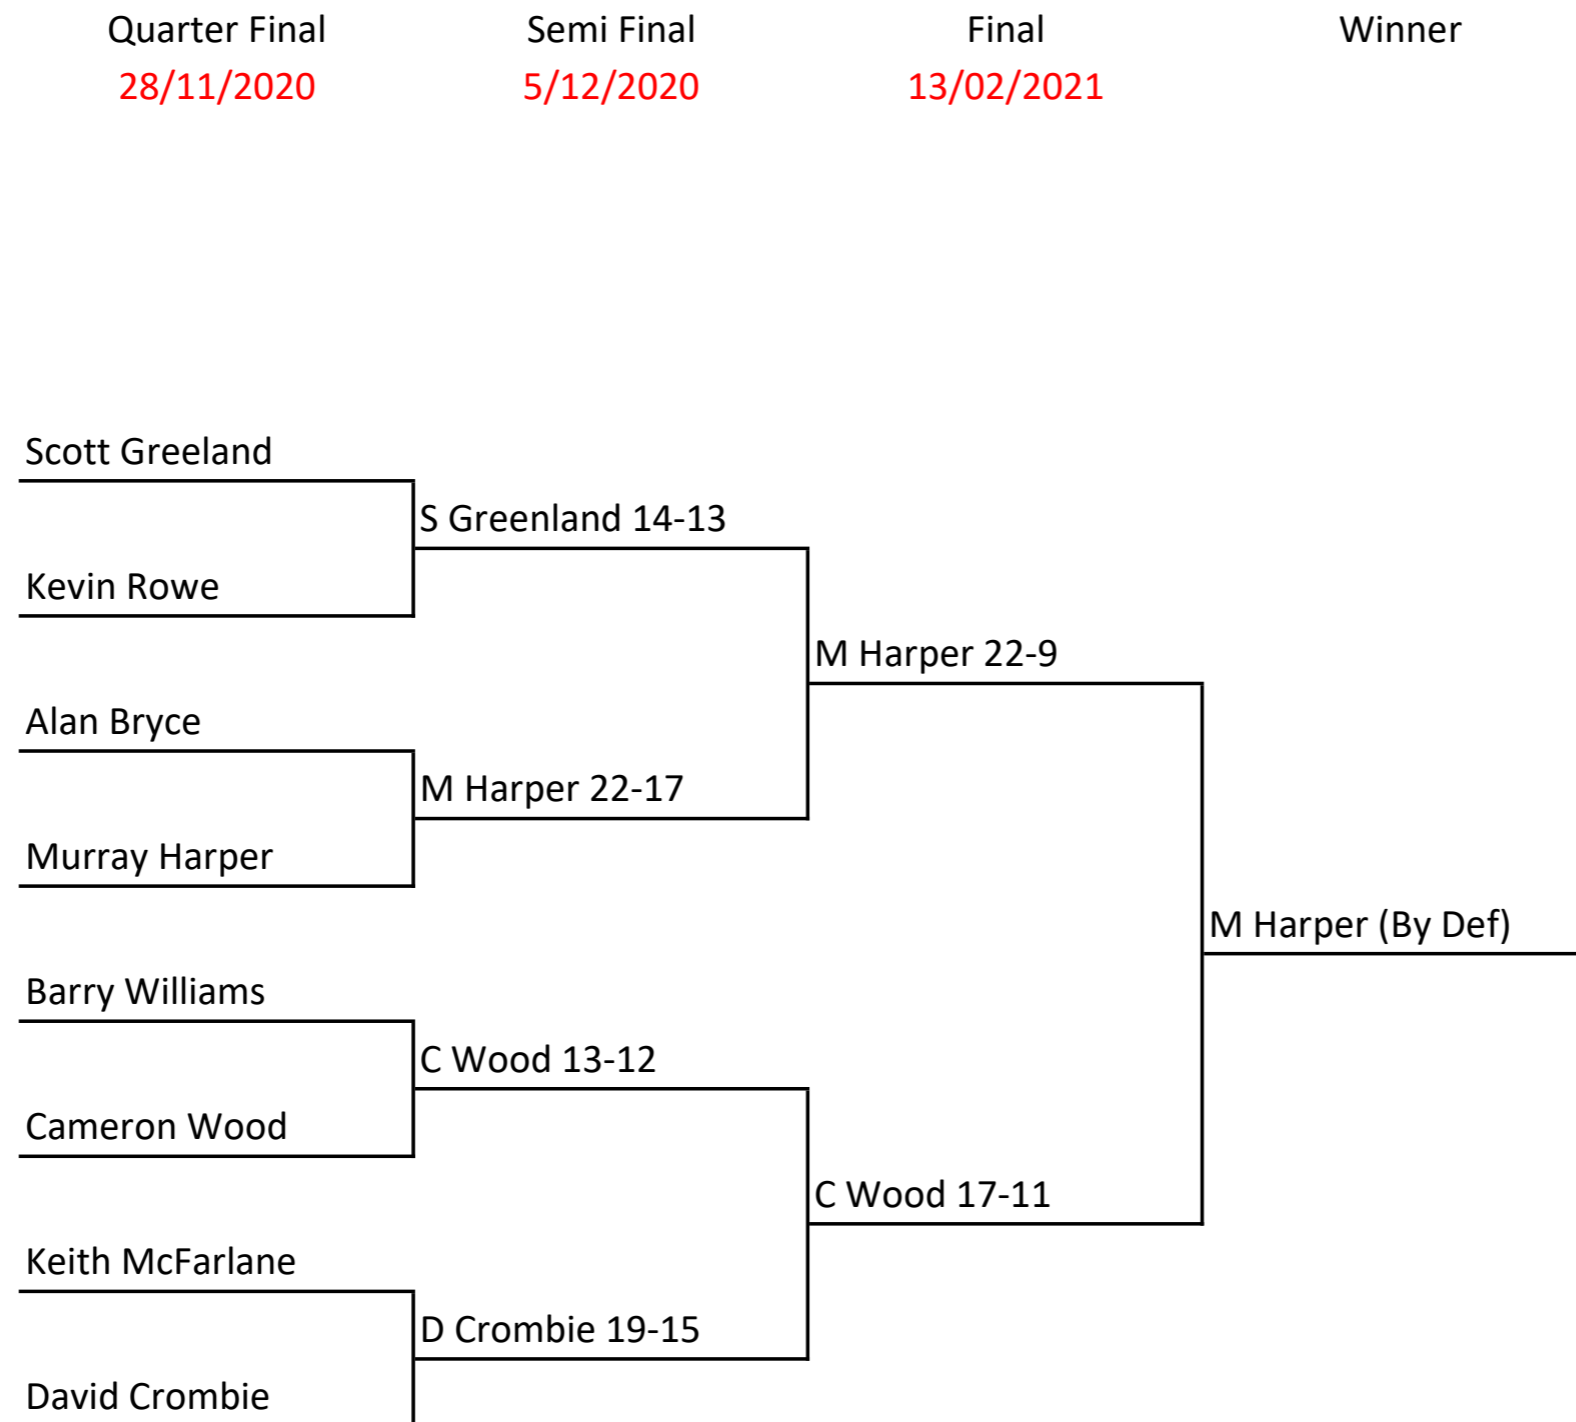 Quarter Final Semi Final Final Winner
28/11/2020 5/12/2020 13/02/2021
Scott Greeland
S Greenland 14-13
Kevin Rowe
M Harper 22-9
Alan Bryce
M Harper 22-17
Murray Harper
M Harper (By Def)
Barry Williams
C Wood 13-12
Cameron Wood
C Wood 17-11
Keith McFarlane
D Crombie 19-15
David Crombie